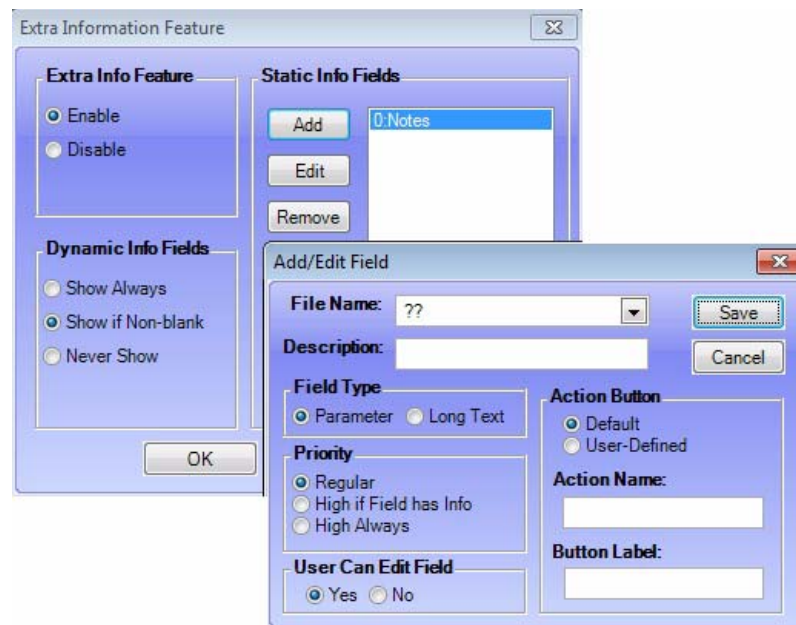 Extra Information Feature
Extra Info Feature
Enable
Disable
Static Info Fields
Add
0:Notes
Edit
Remove
Dynamic Info Fields
Show Always
Show if Non-blank
Never Show
OK
Add/Edit Field
File Name:
??
Save
Description:
Cancel
Field Type
Parameter
Long Text
Priority
Regular
High if Field has Info
High Always
User Can Edit Field
Yes
No
Action Button
Default
User-Defined
Action Name:
Button Label: